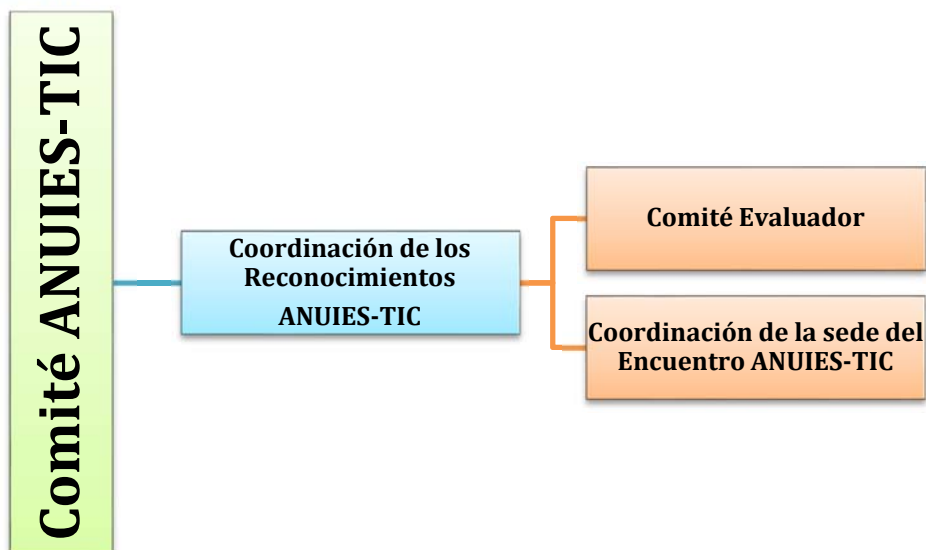 Comité ANUIES-TIC
Coordinación de los
Reconocimientos
ANUIES-TIC
Comité Evaluador
Coordinación de la sede del
Encuentro ANUIES-TIC